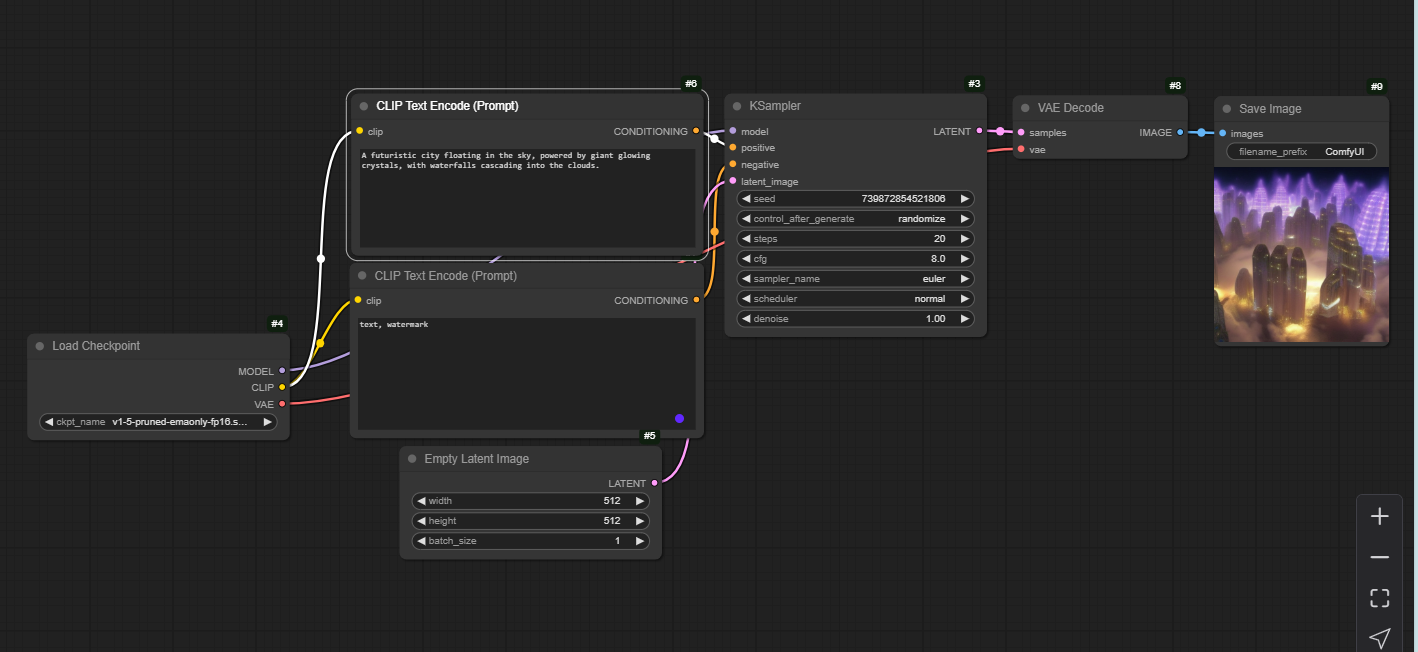 #6
CLIP Text Encode (Prompt)
clip
CONDITIONING
A futuristic city floating in the sky, powered by giant glowing
crystals, with waterfalls cascading into the clouds.
CLIP Text Encode (Prompt)
clip
CONDITIONING
text, watermark
#4
Load Checkpoint
MODEL
CLIP
VAE
ckpt_name v1-5-pruned-emaonly-fp16.s...
#5
Empty Latent Image
LATENT
width 512
height 512
batch_size 1
#3
KSampler
model LATENT
positive
negative
latent_image
seed 739872854521806
control_after_generate randomize
steps 20
cfg 8.0
sampler_name euler
scheduler normal
denoise 1.00
#8
VAE Decode
samples IMAGE
vae
#9
Save Image
images
filename_prefix ComfyUI